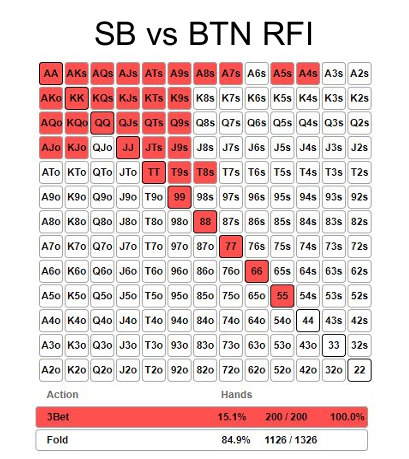 SB vs BTN RFI
AA AKs AQs AJs ATs A9s A8s A7s A6s A5s A4s A3s A2s
AKo KK KQs KJs KTs K9s K8s K7s K6s K5s K4s K3s K2s
AQo KQo QQ QJs QTs Q9s Q8s Q7s Q6s Q5s Q4s Q3s Q2s
AJo KJo QJo JJ JTs J9s J8s J7s J6s J5s J4s J3s J2s
ATo KTo QTo JTo TT T9s T8s T7s T6s T5s T4s T3s T2s
A9o K9o Q9o J9o T9o 99 98s 97s 96s 95s 94s 93s 92s
A8o K8o Q8o J8o T8o 98o 88 87s 86s 85s 84s 83s 82s
A7o K7o Q7o J7o T7o 97o 87o 77 76s 75s 74s 73s 72s
A6o K6o Q6o J6o T6o 96o 86o 76o 66 65s 64s 63s 62s
A5o K5o Q5o J5o T5o 95o 85o 75o 65o 55 54s 53s 52s
A4o K4o Q4o J4o T4o 94o 84o 74o 64o 54o 44 43s 42s
A3o K3o Q3o J3o T3o 93o 83o 73o 63o 53o 43o 33 32s
A2o K2o Q2o J2o T2o 92o 82o 72o 62o 52o 42o 32o 22
Action Hands
3Bet 15.1% 200 / 200 100.0%
Fold 84.9% 1126 / 1326